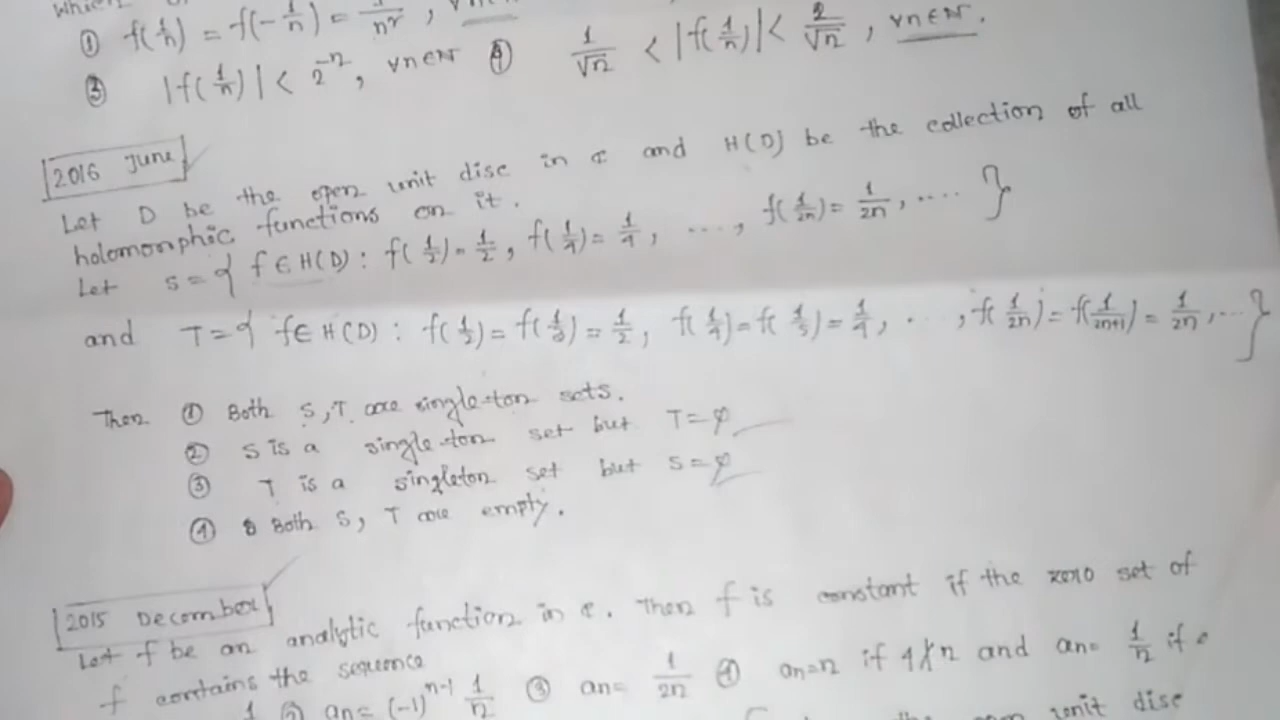 which
① f(1/n) = f(-1/n) = 1/n²,
③ |f(1/n)| < 2^-n, ∀n∈ℕ ④ 1/√n < |f(1/n)| < 2/√n, ∀n∈ℕ.
2016 June
Let D be the open unit disc in ℂ and H(D) be the collection of all
holomorphic functions on it.
Let S = { f ∈ H(D) : f(1/2) = 1/2, f(1/4) = 1/4, ..., f(1/2n) = 1/2n, .... }
and T = { f ∈ H(D) : f(1/2) = f(1/3) = 1/2, f(1/4) = f(1/5) = 1/4, ..., f(1/2n) = f(1/2n+1) = 1/2n, ... }
Then ① Both S, T are singleton sets.
② S is a singleton set but T = φ
③ T is a singleton set but S = φ
④ Both S, T are empty.
2015 December
Let f be an analytic function in ℂ. Then f is constant if the zero set of
f contains the sequence
an = (-1)^n-1 1/n ③ an = 1/2n ④ an = n if 4∤n and an = 1/n if
unit disc